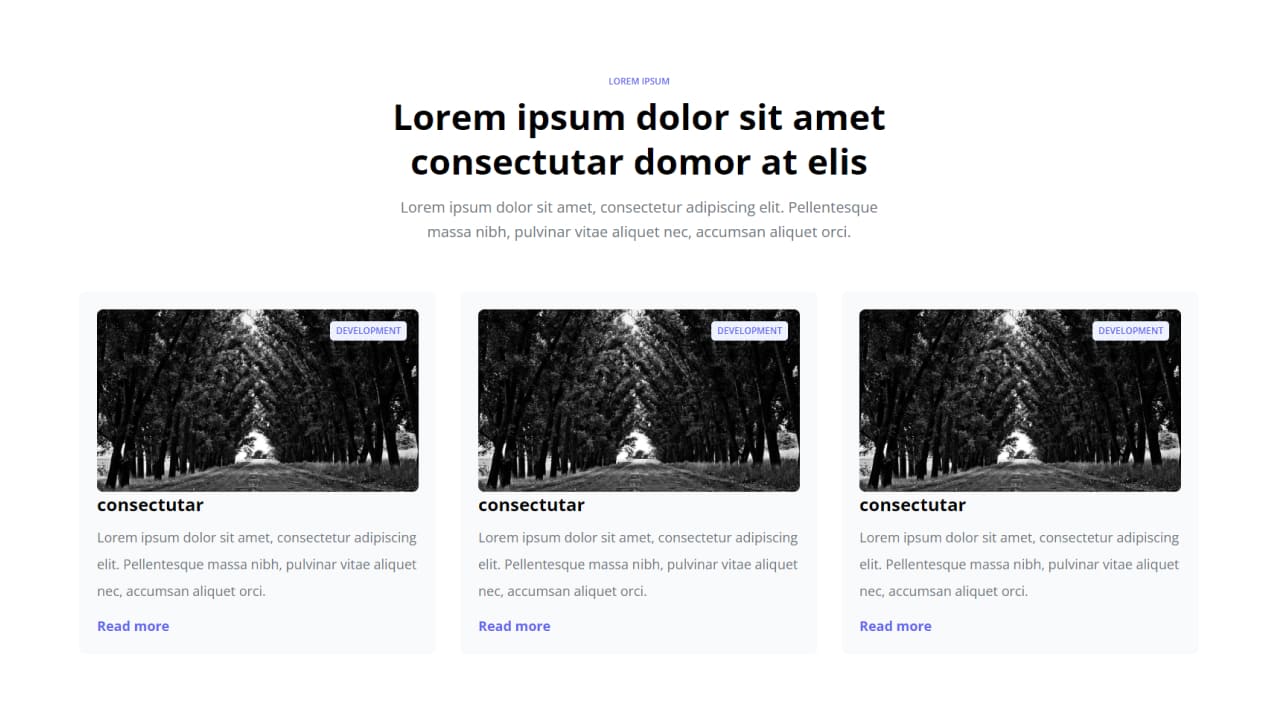 LOREM IPSUM
Lorem ipsum dolor sit amet
consectutar domor at elis
Lorem ipsum dolor sit amet, consectetur adipiscing elit. Pellentesque
massa nibh, pulvinar vitae aliquet nec, accumsan aliquet orci.
DEVELOPMENT
consectutar
Lorem ipsum dolor sit amet, consectetur adipiscing
elit. Pellentesque massa nibh, pulvinar vitae aliquet
nec, accumsan aliquet orci.
Read more
DEVELOPMENT
consectutar
Lorem ipsum dolor sit amet, consectetur adipiscing
elit. Pellentesque massa nibh, pulvinar vitae aliquet
nec, accumsan aliquet orci.
Read more
DEVELOPMENT
consectutar
Lorem ipsum dolor sit amet, consectetur adipiscing
elit. Pellentesque massa nibh, pulvinar vitae aliquet
nec, accumsan aliquet orci.
Read more